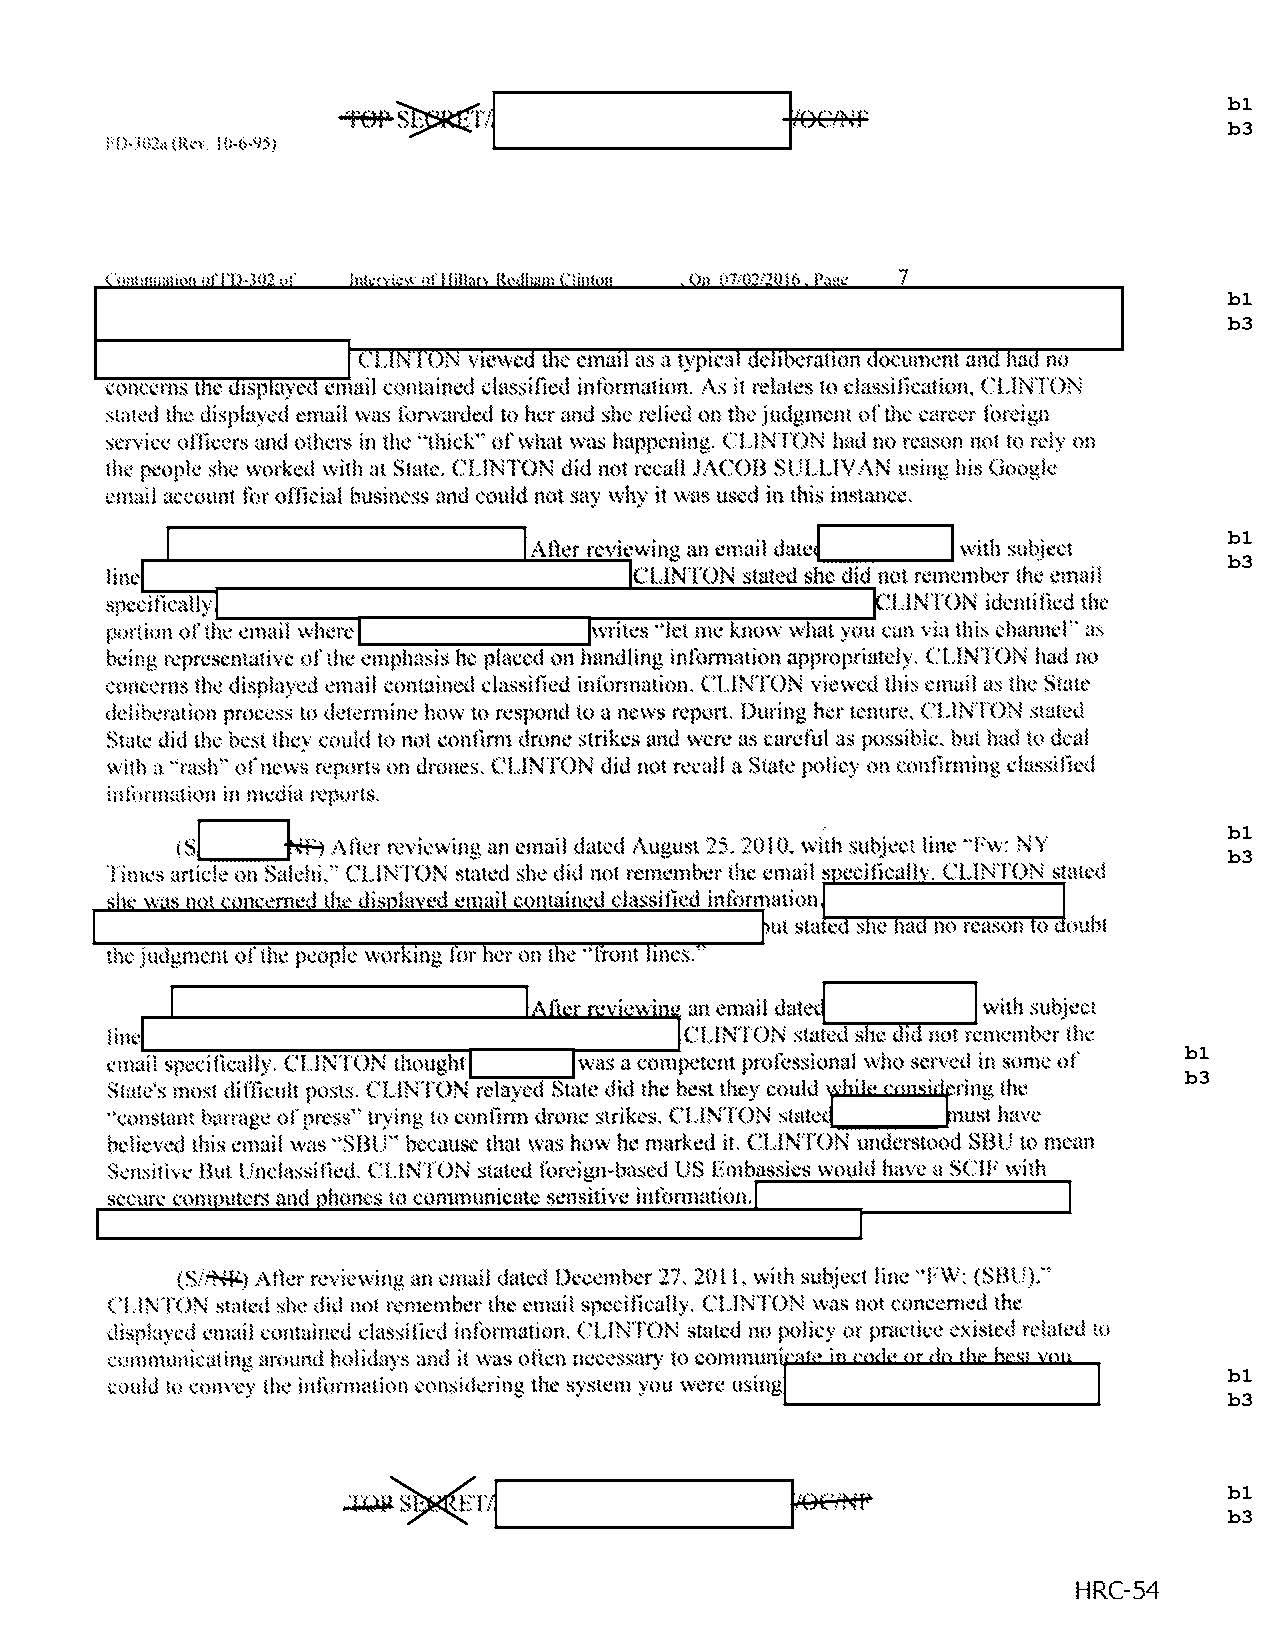 TOP SECRET/ /OC/NF b1
b3
FD-302a (Rev. 10-6-95)
Continuation of FD-302 of Interview of Hillary Rodham Clinton , On 07/02/2016 , Page 7
b1
b3
CLINTON viewed the email as a typical deliberation document and had no
concerns the displayed email contained classified information. As it relates to classification, CLINTON
stated the displayed email was forwarded to her and she relied on the judgment of the career foreign
service officers and others in the "thick" of what was happening. CLINTON had no reason not to rely on
the people she worked with at State. CLINTON did not recall JACOB SULLIVAN using his Google
email account for official business and could not say why it was used in this instance.
b1
After reviewing an email dated with subject
b3
line CLINTON stated she did not remember the email
specifically. CLINTON identified the
portion of the email where writes "let me know what you can via this channel" as
being representative of the emphasis he placed on handling information appropriately. CLINTON had no
concerns the displayed email contained classified information. CLINTON viewed this email as the State
deliberation process to determine how to respond to a news report. During her tenure, CLINTON stated
State did the best they could to not confirm drone strikes and were as careful as possible, but had to deal
with a "rash" of news reports on drones. CLINTON did not recall a State policy on confirming classified
information in media reports.
b1
(S/ NF) After reviewing an email dated August 25, 2010, with subject line "Fw: NY
b3
Times article on Salehi," CLINTON stated she did not remember the email specifically. CLINTON stated
she was not concerned the displayed email contained classified information
but stated she had no reason to doubt
the judgment of the people working for her on the "front lines."
After reviewing an email dated with subject
line CLINTON stated she did not remember the
b1
email specifically. CLINTON thought was a competent professional who served in some of
b3
State's most difficult posts. CLINTON relayed State did the best they could while considering the
"constant barrage of press" trying to confirm drone strikes. CLINTON stated must have
believed this email was "SBU" because that was how he marked it. CLINTON understood SBU to mean
Sensitive But Unclassified. CLINTON stated foreign-based US Embassies would have a SCIF with
secure computers and phones to communicate sensitive information.
(S//NF) After reviewing an email dated December 27, 2011, with subject line "FW: (SBU),"
CLINTON stated she did not remember the email specifically. CLINTON was not concerned the
displayed email contained classified information. CLINTON stated no policy or practice existed related to
communicating around holidays and it was often necessary to communicate in code or do the best you
could to convey the information considering the system you were using.
b1
b3
TOP SECRET/ /OC/NF b1
b3
HRC-54